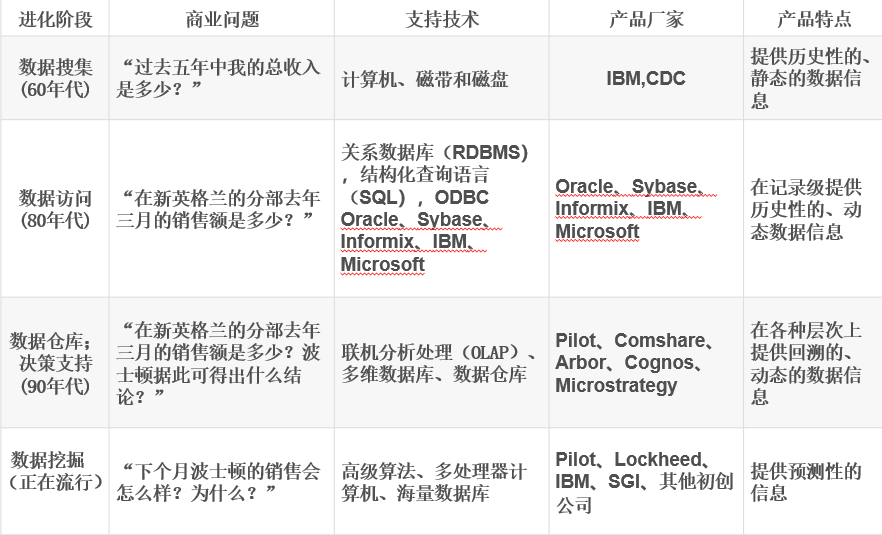 进化阶段
商业问题
支持技术
产品厂家
产品特点
数据搜集
(60年代)
“过去五年中我的总收入
是多少？”
计算机、磁带和磁盘
IBM,CDC
提供历史性的、
静态的数据信
息
数据访问
(80年代)
“在新英格兰的分部去年
三月的销售额是多少？”
关系数据库（RDBMS）
，结构化查询语言
（SQL），ODBC
Oracle、Sybase、
Informix、IBM、
Microsoft
Oracle、Sybase、
Informix、IBM、
Microsoft
在记录级提供
历史性的、动
态数据信息
数据仓库；
决策支持
(90年代)
“在新英格兰的分部去年
三月的销售额是多少？波
士顿据此可得出什么结
论？”
联机分析处理（OLAP）、
多维数据库、数据仓库
Pilot、Comshare、
Arbor、Cognos、
Microstrategy
在各种层次上
提供回溯的、
动态的数据信
息
数据挖掘
（正在流行）
“下个月波士顿的销售会
怎么样？为什么？”
高级算法、多处理器计
算机、海量数据库
Pilot、Lockheed、
IBM、SGI、其他初创
公司
提供预测性的
信息